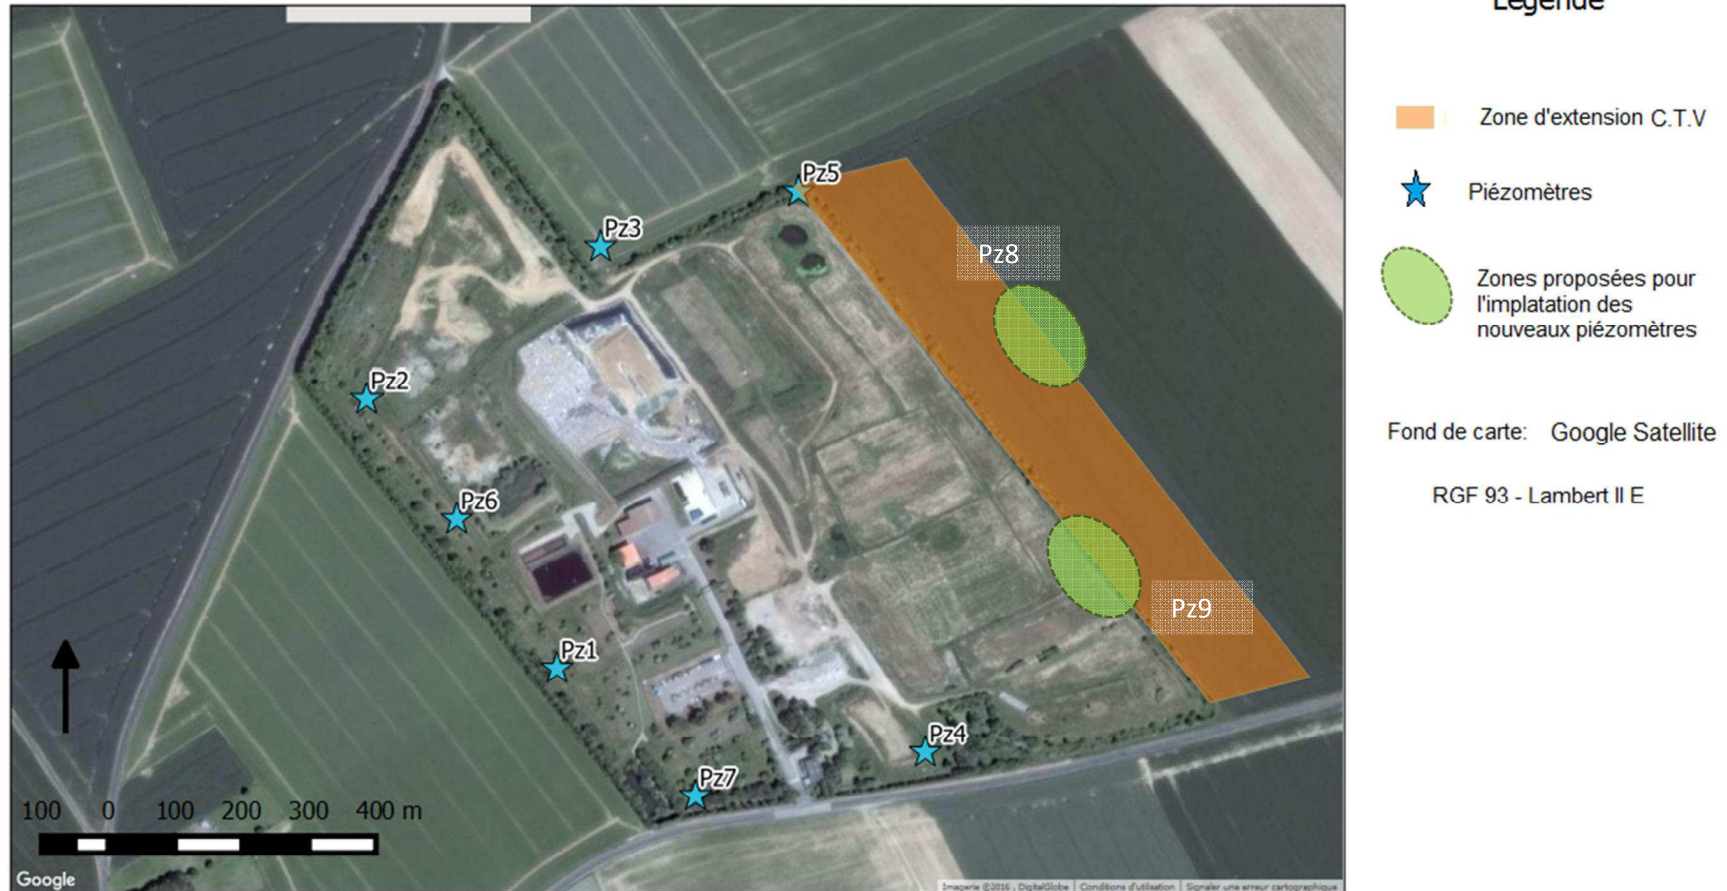 Légende
Zone d'extension C.T.V
Piézomètres
Zones proposées pour
l'implatation des
nouveaux piézomètres
Fond de carte: Google Satellite
RGF 93 - Lambert II E
Pz5
Pz3
Pz8
Pz2
Pz6
Pz9
Pz1
Pz4
Pz7
100 0 100 200 300 400 m
Google
Imagerie ©2016 , DigitalGlobe Conditions d'utilisation Signaler une erreur cartographique